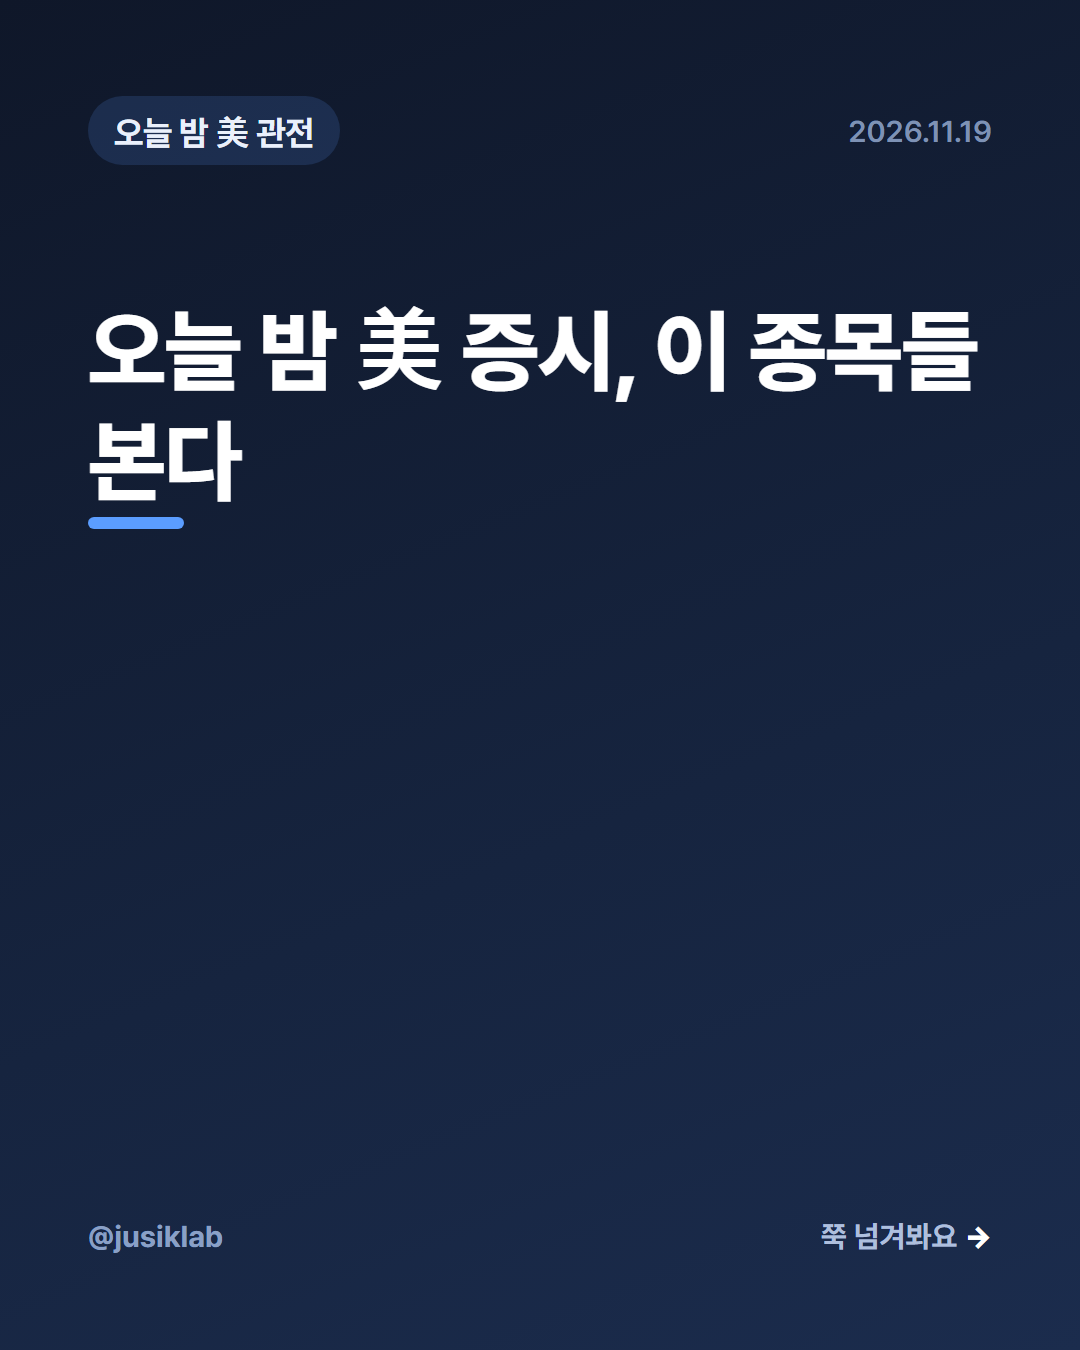 오늘 밤 美 관전
2026.11.19
오늘 밤 美 증시, 이 종목들
본다
@jusiklab
쭉 넘겨봐요 →